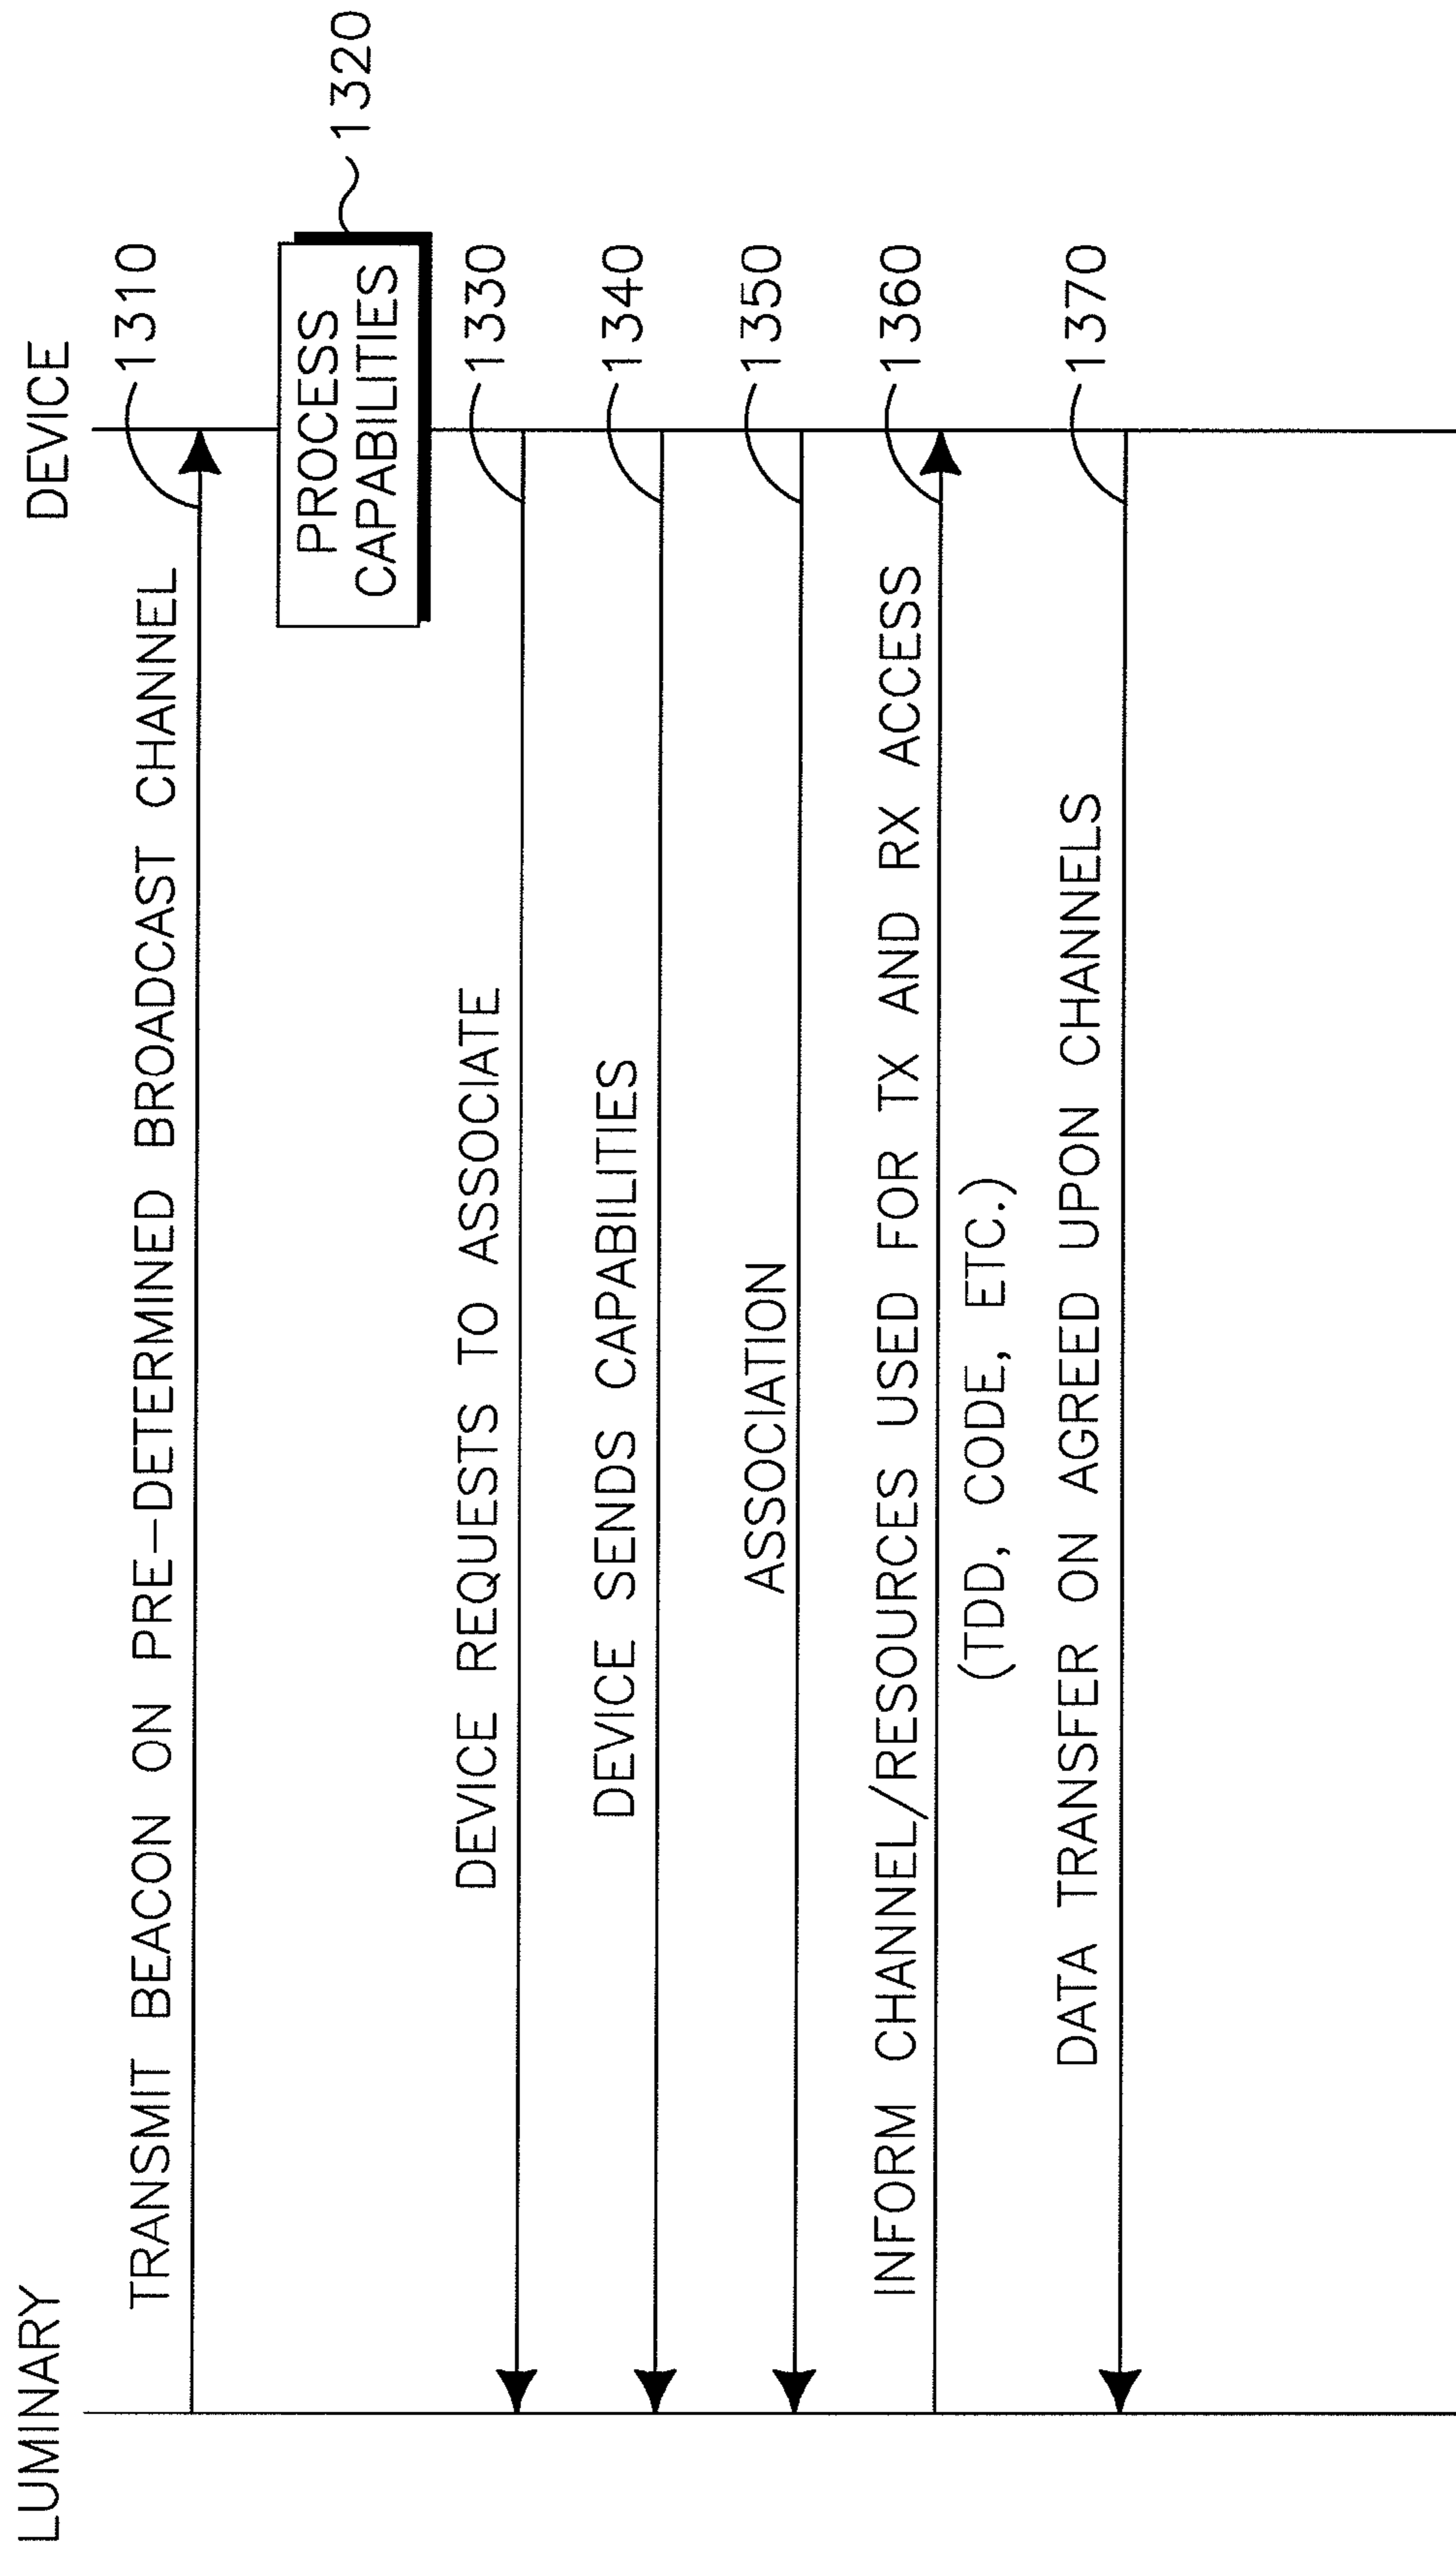 LUMINARY
DEVICE
TRANSMIT BEACON ON PRE-DETERMINED BROADCAST CHANNEL
1310
PROCESS
CAPABILITIES
1320
DEVICE REQUESTS TO ASSOCIATE
1330
DEVICE SENDS CAPABILITIES
1340
ASSOCIATION
1350
INFORM CHANNEL/RESOURCES USED FOR TX AND RX ACCESS
1360
(TDD, CODE, ETC.)
DATA TRANSFER ON AGREED UPON CHANNELS
1370